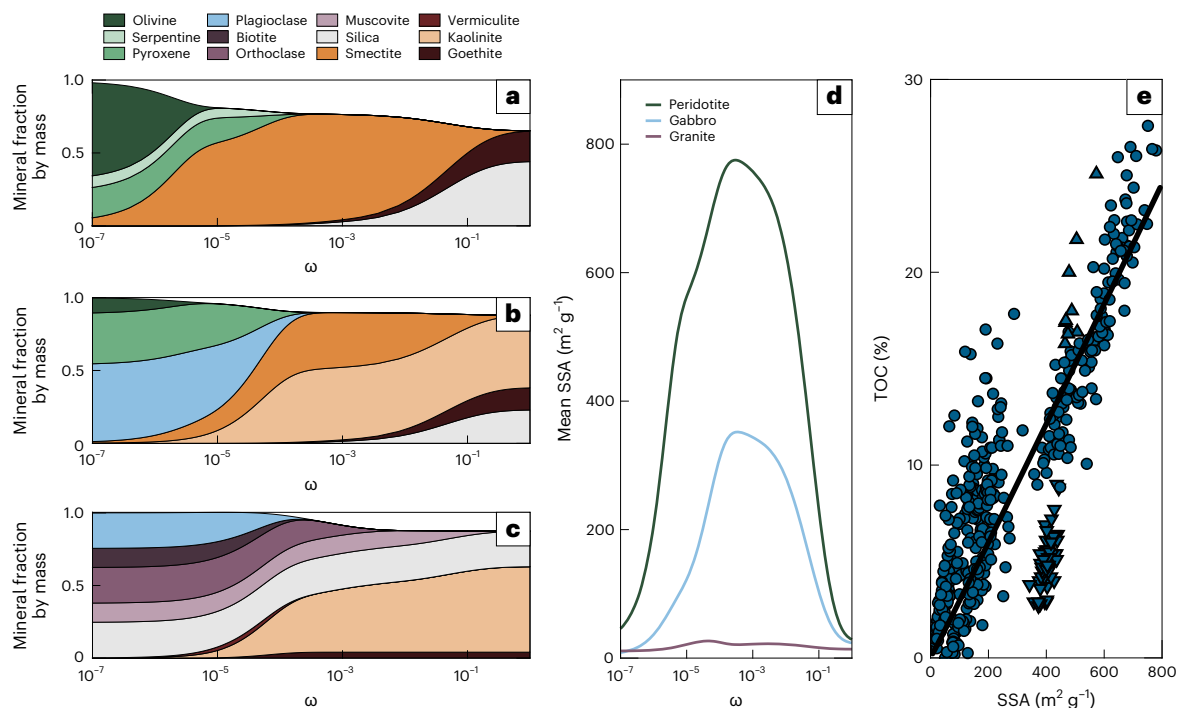 Olivine Plagioclase Muscovite Vermiculite
Serpentine Biotite Silica Kaolinite
Pyroxene Orthoclase Smectite Goethite
a
1.0
0.5
0
Mineral fraction
by mass
10⁻⁷ 10⁻⁵ 10⁻³ 10⁻¹
ω
b
1.0
0.5
0
Mineral fraction
by mass
10⁻⁷ 10⁻⁵ 10⁻³ 10⁻¹
ω
c
1.0
0.5
0
Mineral fraction
by mass
10⁻⁷ 10⁻⁵ 10⁻³ 10⁻¹
ω
d
Peridotite
Gabbro
Granite
800
600
400
200
0
Mean SSA (m² g⁻¹)
10⁻⁷ 10⁻⁵ 10⁻³ 10⁻¹
ω
e
30
20
10
0
TOC (%)
0 200 400 600 800
SSA (m² g⁻¹)